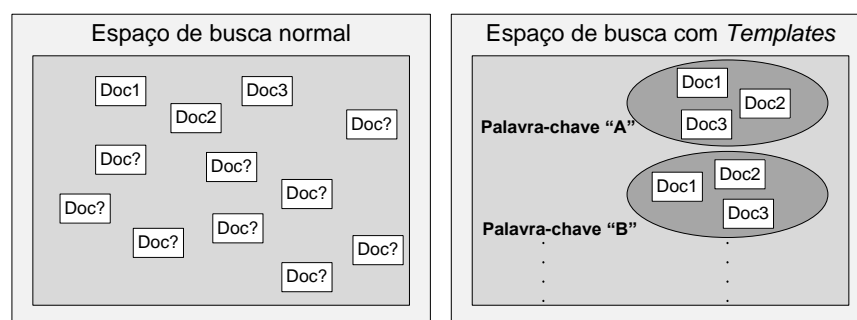 Espaço de busca normal
Doc1
Doc3
Doc2
Doc?
Doc?
Doc?
Doc?
Doc?
Doc?
Doc?
Doc?
Doc?
Espaço de busca com Templates
Doc1
Doc2
Doc3
Palavra-chave “A”
Doc2
Doc1
Doc3
Palavra-chave “B”